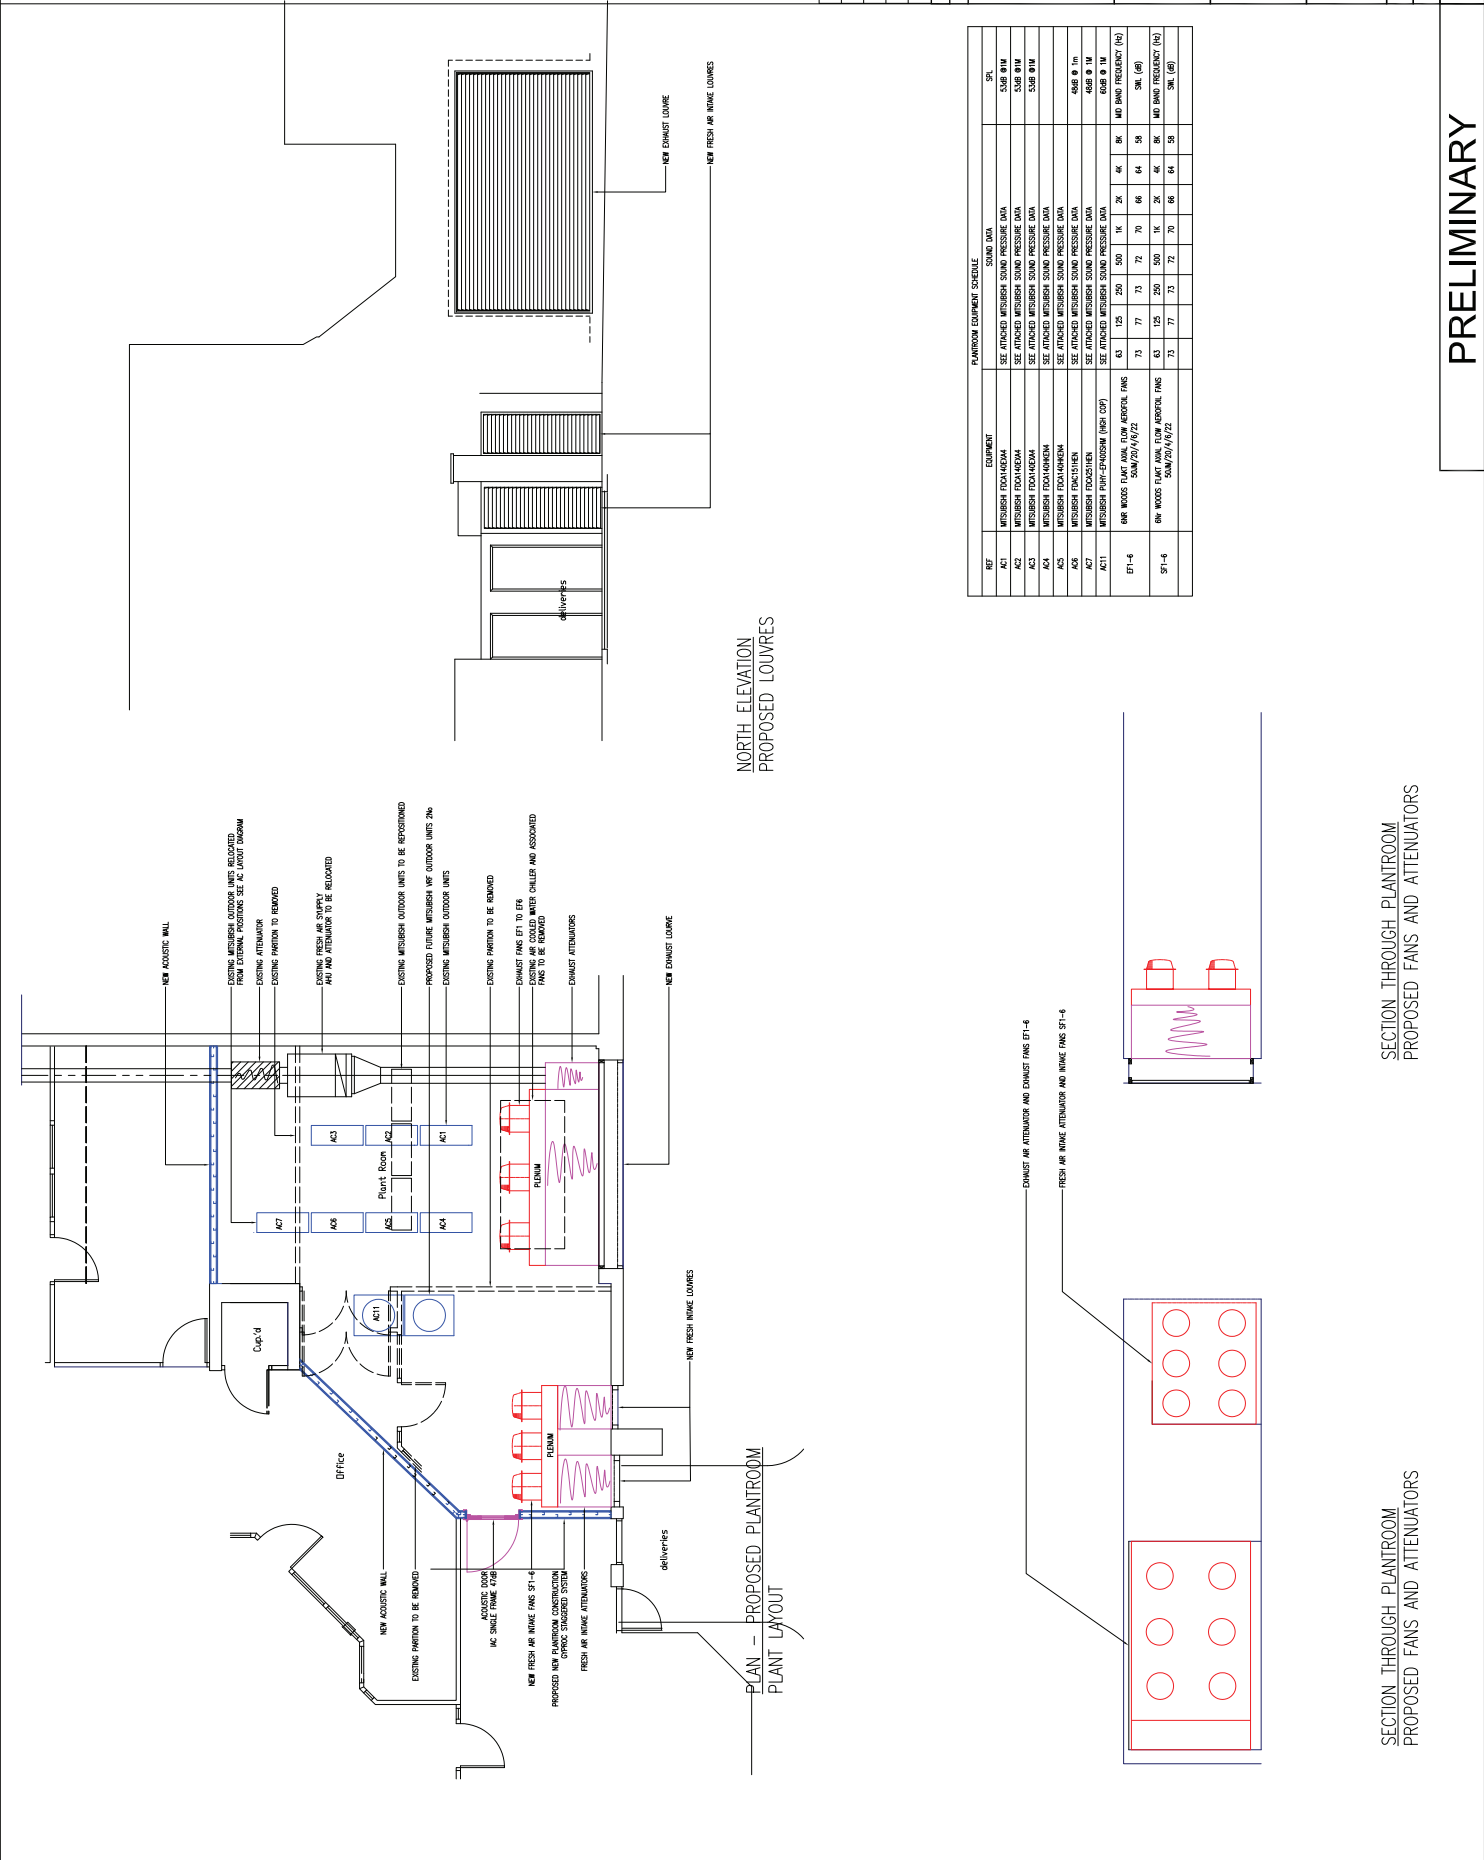 NEW ACOUSTIC WALL
EXISTING MITSUBISHI OUTDOOR UNITS RELOCATED
FROM EXTERNAL POSITIONS SEE AC LAYOUT DIAGRAM
EXISTING ATTENUATOR
EXISTING PARITION TO REMOVED
EXISTING FRESH AIR SYUPPLY
AHU AND ATTENUATOR TO BE RELOCATED
EXISTING MITSUBISHI OUTDOOR UNITS TO BE REPOSITIONED
PROPOSED FUTURE MITSUBISHI VRF OUTDOOR UNITS 2No
EXISTING MITSUBISHI OUTDOOR UNITS
EXISTING PARITION TO BE REMOVED
EXHAUST FANS EF1 TO EF6
EXISTING AIR COOLED WATER CHILLER AND ASSOCIATED
FANS TO BE REMOVED
EXHAUST ATTENUATORS
NEW EXHAUST LOURVE
NEW FRESH INTAKE LOUVRES
AC3
AC2
AC1
Plant Room
AC7
AC6
AC5
AC4
PLENUM
AC11
Cup.'d
Office
PLENUM
NEW ACOUSTIC WALL
EXISTING PARITION TO BE REMOVED
ACOUSTIC DOOR
IAC SINGLE FRAME 47dB
NEW FRESH AIR INTAKE FANS SF1-6
PROPOSED NEW PLANTROOM CONSTRUCTION
GYPROC STAGGERED SYSTEM
FRESH AIR INTAKE ATTENUATORS
deliveries
PLAN - PROPOSED PLANTROOM
PLANT LAYOUT
NEW EXHAUST LOUVRE
NEW FRESH AIR INTAKE LOUVRES
deliveries
NORTH ELEVATION
PROPOSED LOUVRES
EXHAUST AIR ATTENUATOR AND EXHAUST FANS EF1-6
FRESH AIR INTAKE ATTENUATOR AND INTAKE FANS SF1-6
SECTION THROUGH PLANTROOM
PROPOSED FANS AND ATTENUATORS
SECTION THROUGH PLANTROOM
PROPOSED FANS AND ATTENUATORS
PLANTROOM EQUIPMENT SCHEDULE
REF EQUIPMENT SOUND DATA SPL
AC1 MITSUBISHI FDCA140EXA4 SEE ATTACHED MITSUBISHI SOUND PRESSURE DATA 53dB @1M
AC2 MITSUBISHI FDCA140EXA4 SEE ATTACHED MITSUBISHI SOUND PRESSURE DATA 53dB @1M
AC3 MITSUBISHI FDCA140EXA4 SEE ATTACHED MITSUBISHI SOUND PRESSURE DATA 53dB @1M
AC4 MITSUBISHI FDCA140HKEN4 SEE ATTACHED MITSUBISHI SOUND PRESSURE DATA
AC5 MITSUBISHI FDCA140HKEN4 SEE ATTACHED MITSUBISHI SOUND PRESSURE DATA
AC6 MITSUBISHI FDAC151HEN SEE ATTACHED MITSUBISHI SOUND PRESSURE DATA 48dB @ 1m
AC7 MITSUBISHI FDCA251HEN SEE ATTACHED MITSUBISHI SOUND PRESSURE DATA 48dB @ 1M
AC11 MITSUBISHI PUHY-EP400SHM (HIGH COP) SEE ATTACHED MITSUBISHI SOUND PRESSURE DATA 60dB @ 1M
EF1-6 6NR WOODS FLAKT AXIAL FLOW AEROFOIL FANS 63 125 250 500 1K 2K 4K 8K MID BAND FREQUENCY (Hz)
50JM/20/4/6/22 73 77 73 72 70 66 64 58 SWL (dB)
SF1-6 6Nr WOODS FLAKT AXIAL FLOW AEROFOIL FANS 63 125 250 500 1K 2K 4K 8K MID BAND FREQUENCY (Hz)
50JM/20/4/6/22 73 77 73 72 70 66 64 58 SWL (dB)
PRELIMINARY